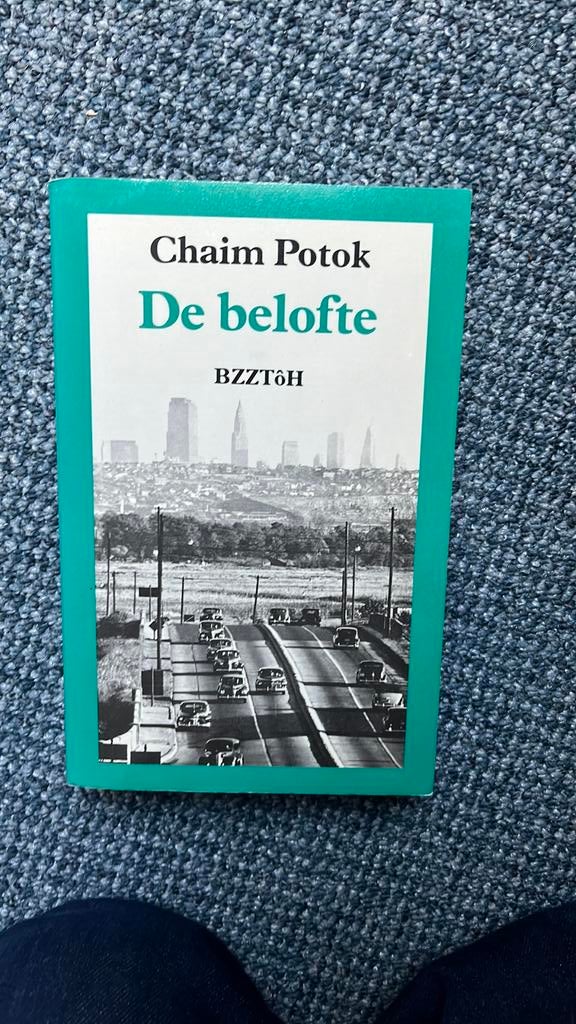 Chaim Potok
De belofte
BZZTôH